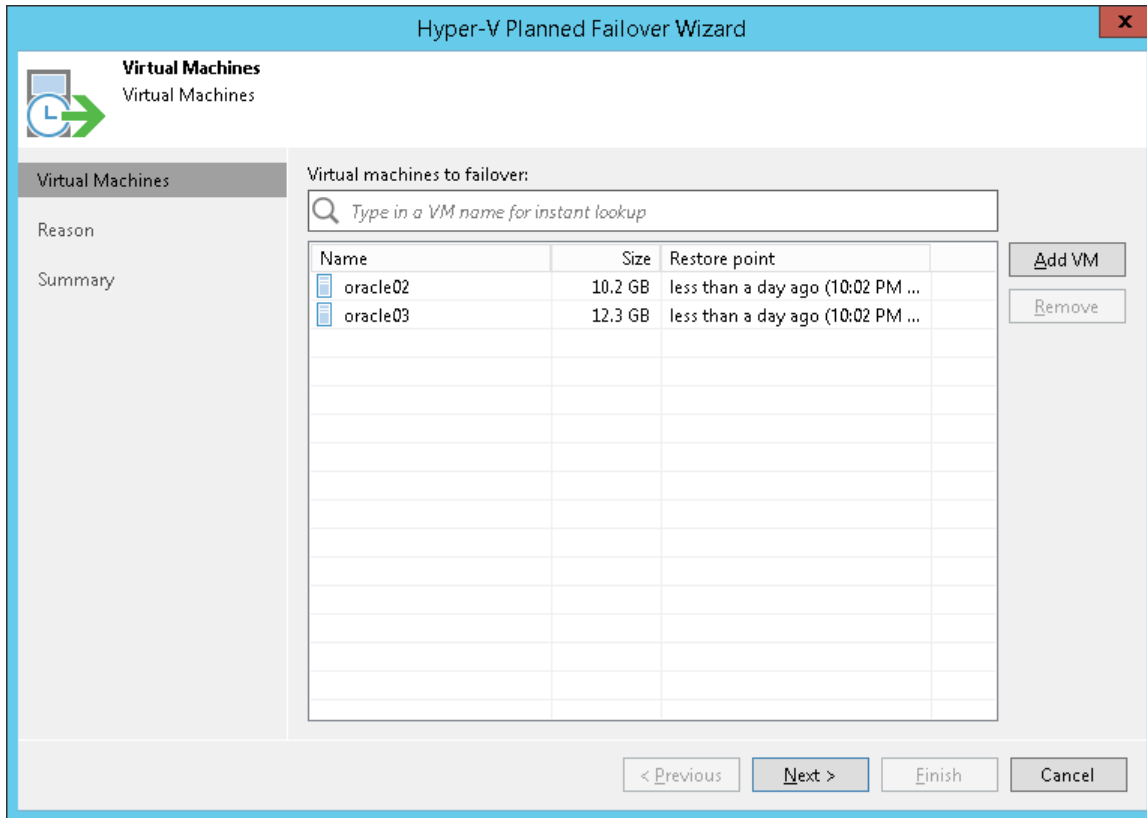 Hyper-V Planned Failover Wizard
x
Virtual Machines
Virtual Machines
Virtual Machines
Reason
Summary
Virtual machines to failover:
Type in a VM name for instant lookup
Name Size Restore point
oracle02 10.2 GB less than a day ago (10:02 PM ...
oracle03 12.3 GB less than a day ago (10:02 PM ...
Add VM
Remove
< Previous Next > Finish Cancel